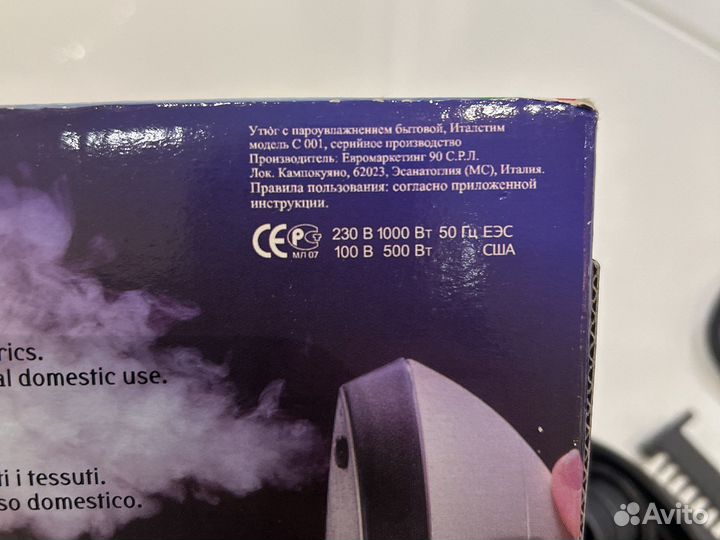 Утюг с пароувлажнением бытовой, Италстим
модель С 001, серийное производство
Производитель: Евромаркетинг 90 С.Р.Л.
Лок. Кампокуяно, 62023, Эсанатоглия (МС), Италия.
Правила пользования: согласно приложенной
инструкции.
CE РСТ 230 В 1000 Вт 50 Гц ЕЭС
МЛ 07 100 В 500 Вт США
rics.
al domestic use.
ti i tessuti.
so domestico.
Avito